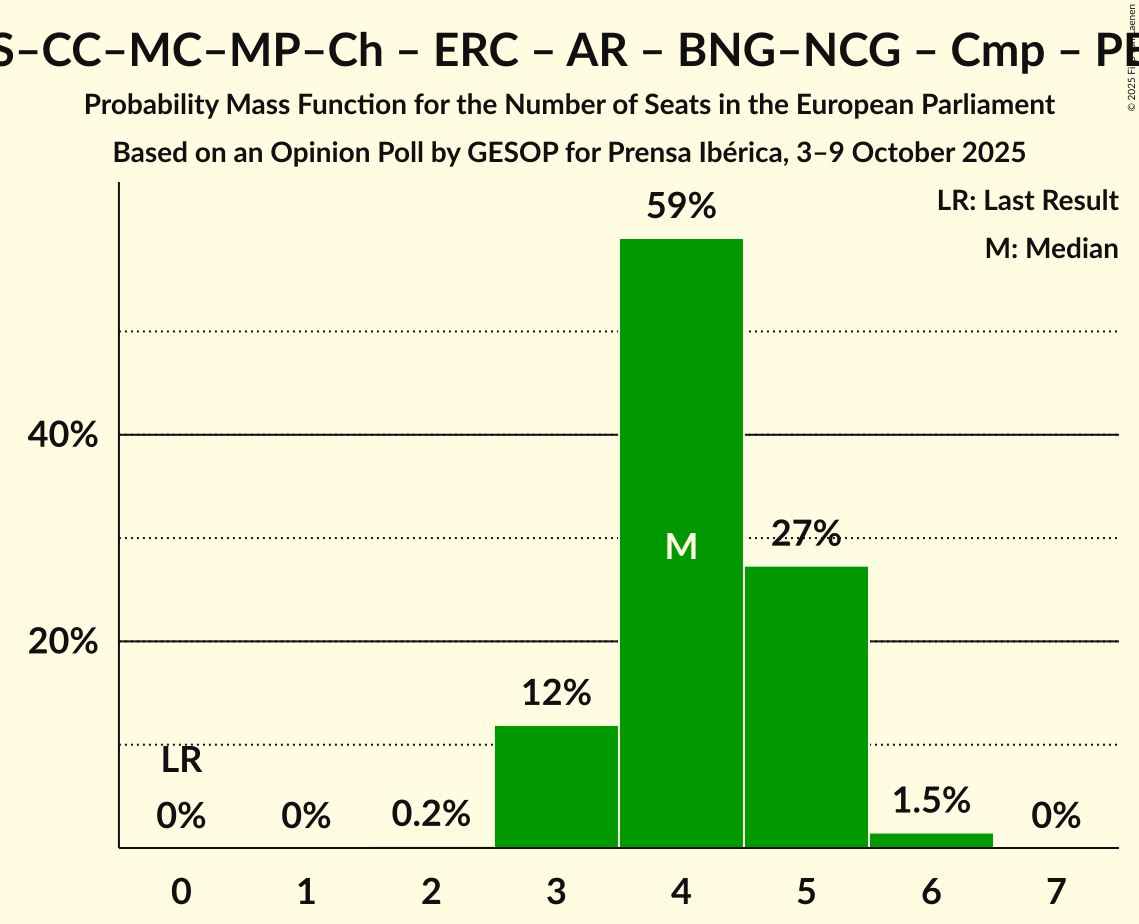 S–CC–MC–MP–Ch – ERC – AR – BNG–NCG – Cmp – PE
Probability Mass Function for the Number of Seats in the European Parliament
Based on an Opinion Poll by GESOP for Prensa Ibérica, 3–9 October 2025
LR: Last Result
M: Median
59%
40%
M
27%
20%
12%
LR
0%
0%
0.2%
1.5%
0%
0 1 2 3 4 5 6 7
© 2025